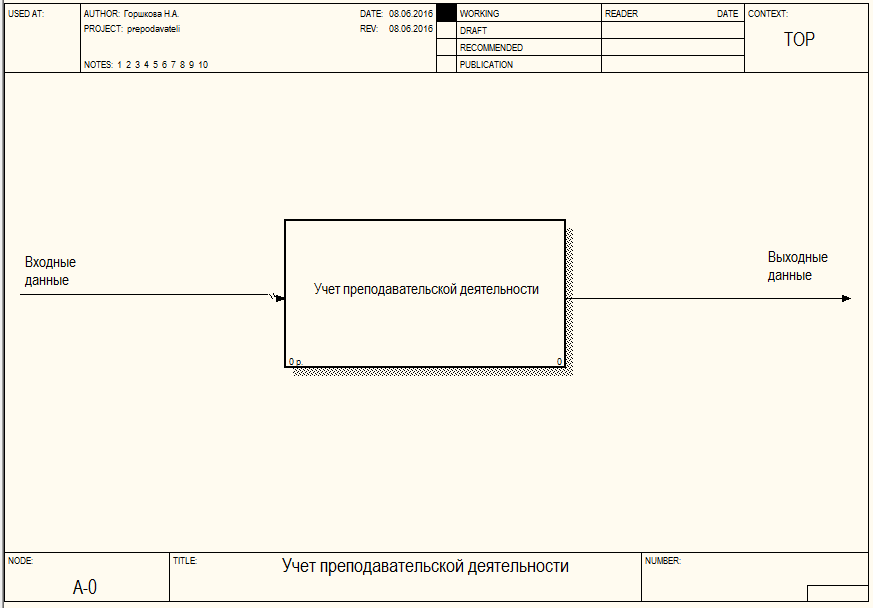 USED AT:
AUTHOR: Горшкова Н.А.
DATE: 08.06.2016
PROJECT: prepodavateli
REV: 08.06.2016
NOTES: 1 2 3 4 5 6 7 8 9 10
WORKING
DRAFT
RECOMMENDED
PUBLICATION
READER DATE
CONTEXT:
TOP
Входные
данные
Учет преподавательской деятельности
0 р.
0
Выходные
данные
NODE:
A-0
TITLE:
Учет преподавательской деятельности
NUMBER: